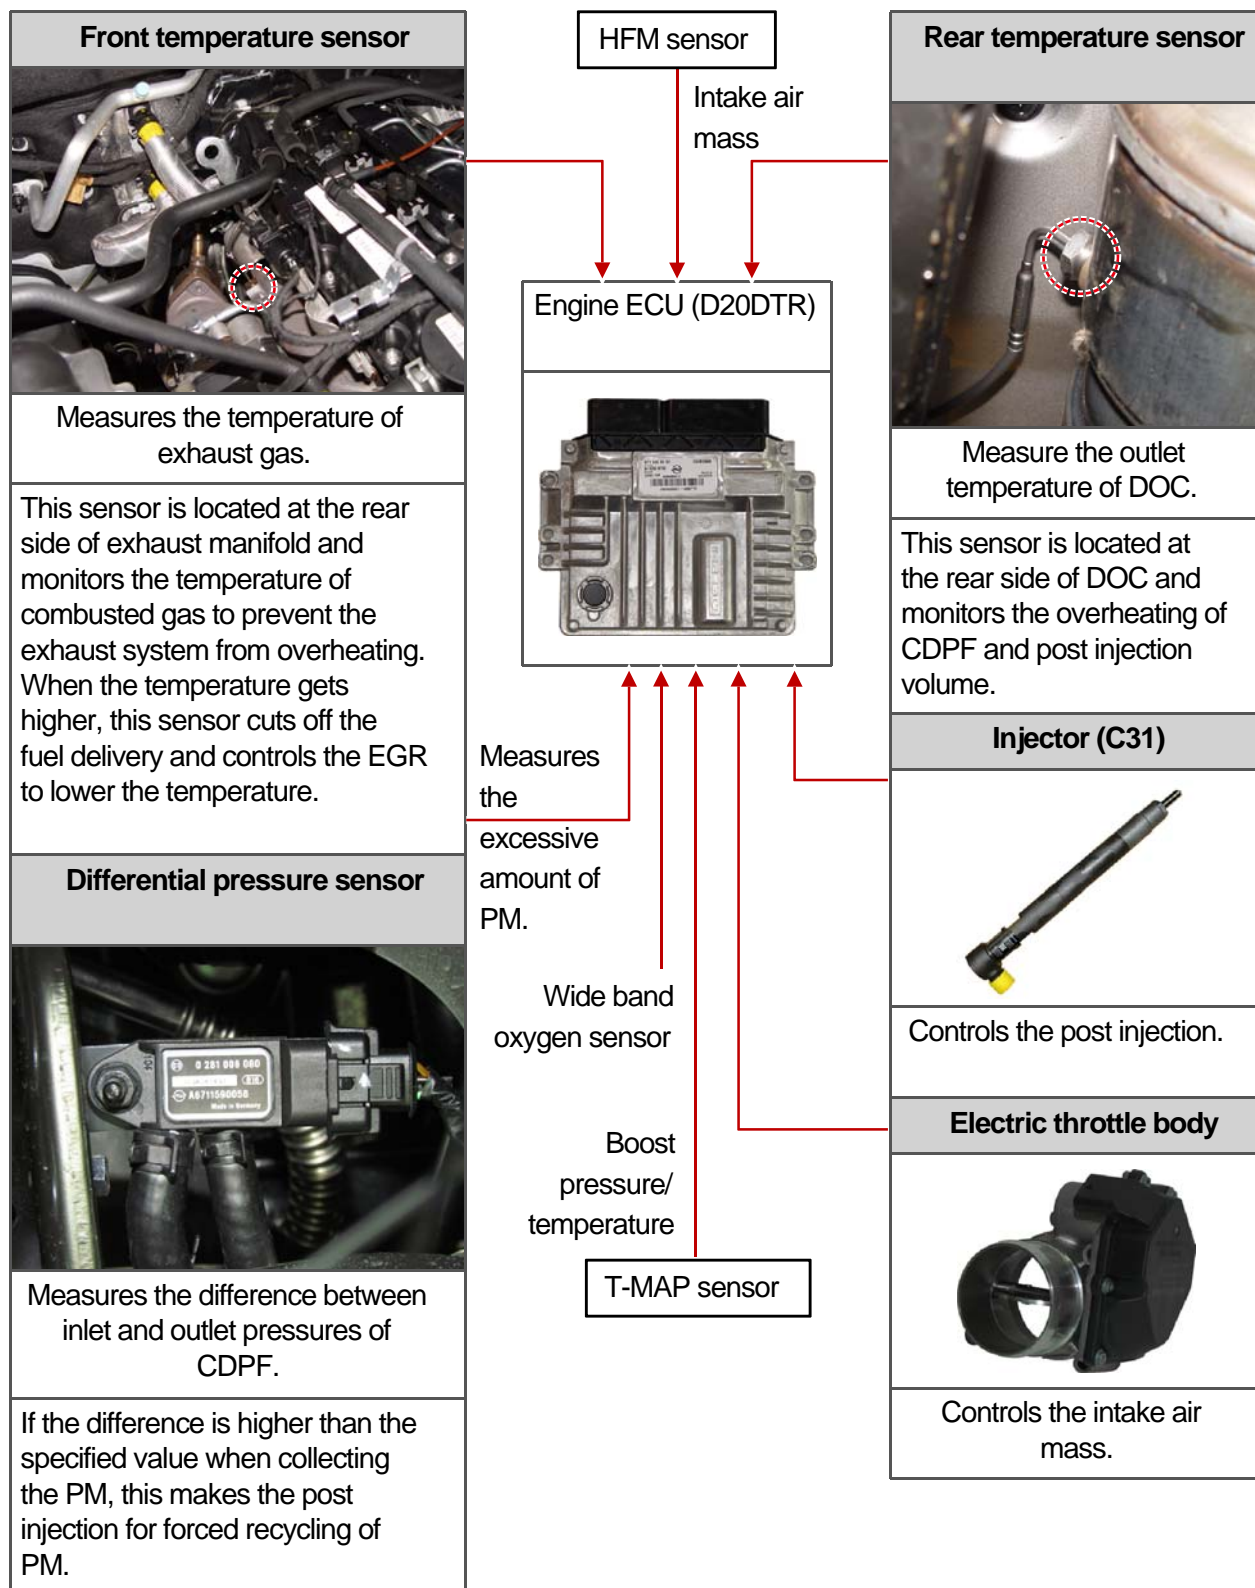 Front temperature sensor
Measures the temperature of
exhaust gas.
This sensor is located at the rear
side of exhaust manifold and
monitors the temperature of
combusted gas to prevent the
exhaust system from overheating.
When the temperature gets
higher, this sensor cuts off the
fuel delivery and controls the EGR
to lower the temperature.
Differential pressure sensor
0 281 006 060
A6711590058
Made in Germany
Measures the difference between
inlet and outlet pressures of
CDPF.
If the difference is higher than the
specified value when collecting
the PM, this makes the post
injection for forced recycling of
PM.
HFM sensor
Intake air
mass
Engine ECU (D20DTR)
Measures
the
excessive
amount of
PM.
Wide band
oxygen sensor
Boost
pressure/
temperature
T-MAP sensor
Rear temperature sensor
Measure the outlet
temperature of DOC.
This sensor is located at
the rear side of DOC and
monitors the overheating of
CDPF and post injection
volume.
Injector (C31)
Controls the post injection.
Electric throttle body
Controls the intake air
mass.